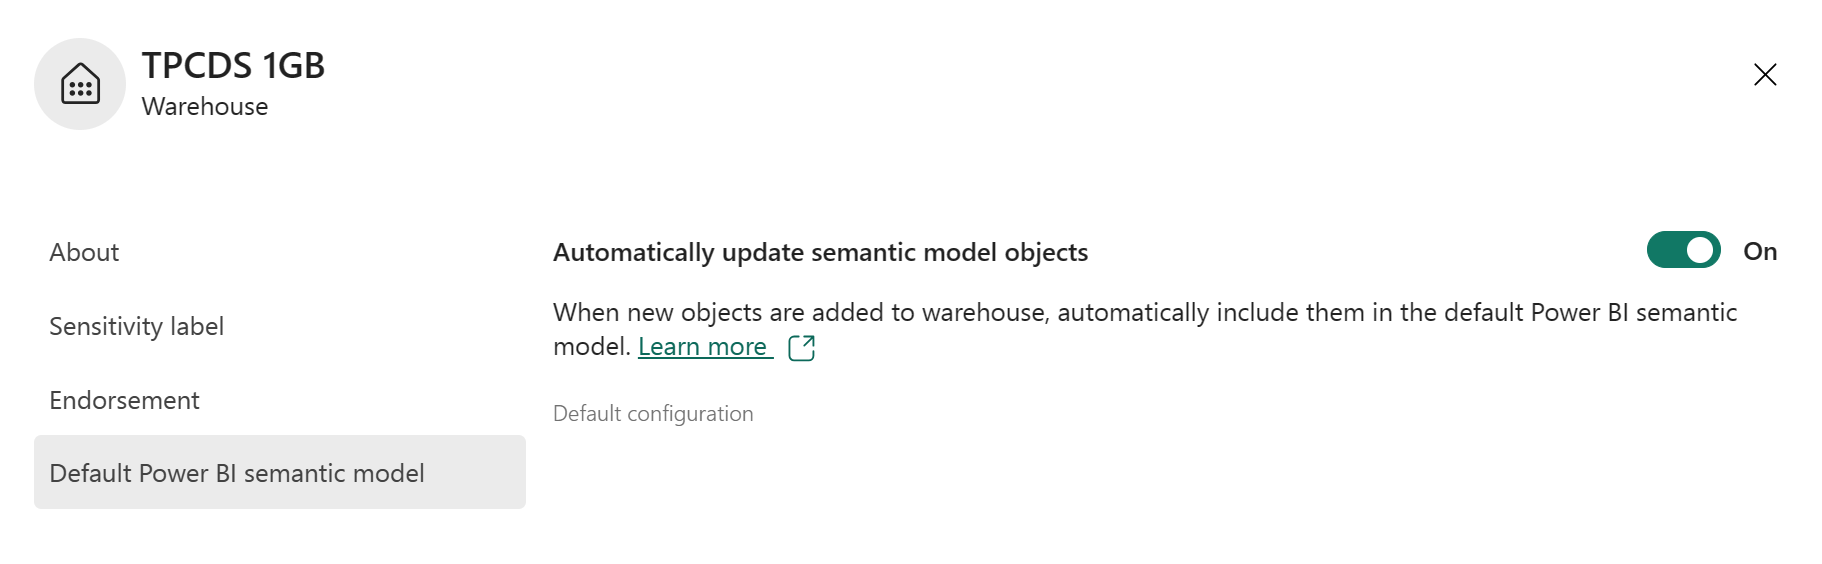 TPCDS 1GB
Warehouse
About
Sensitivity label
Endorsement
Default Power BI semantic model
Automatically update semantic model objects
On
When new objects are added to warehouse, automatically include them in the default Power BI semantic
model. Learn more
Default configuration